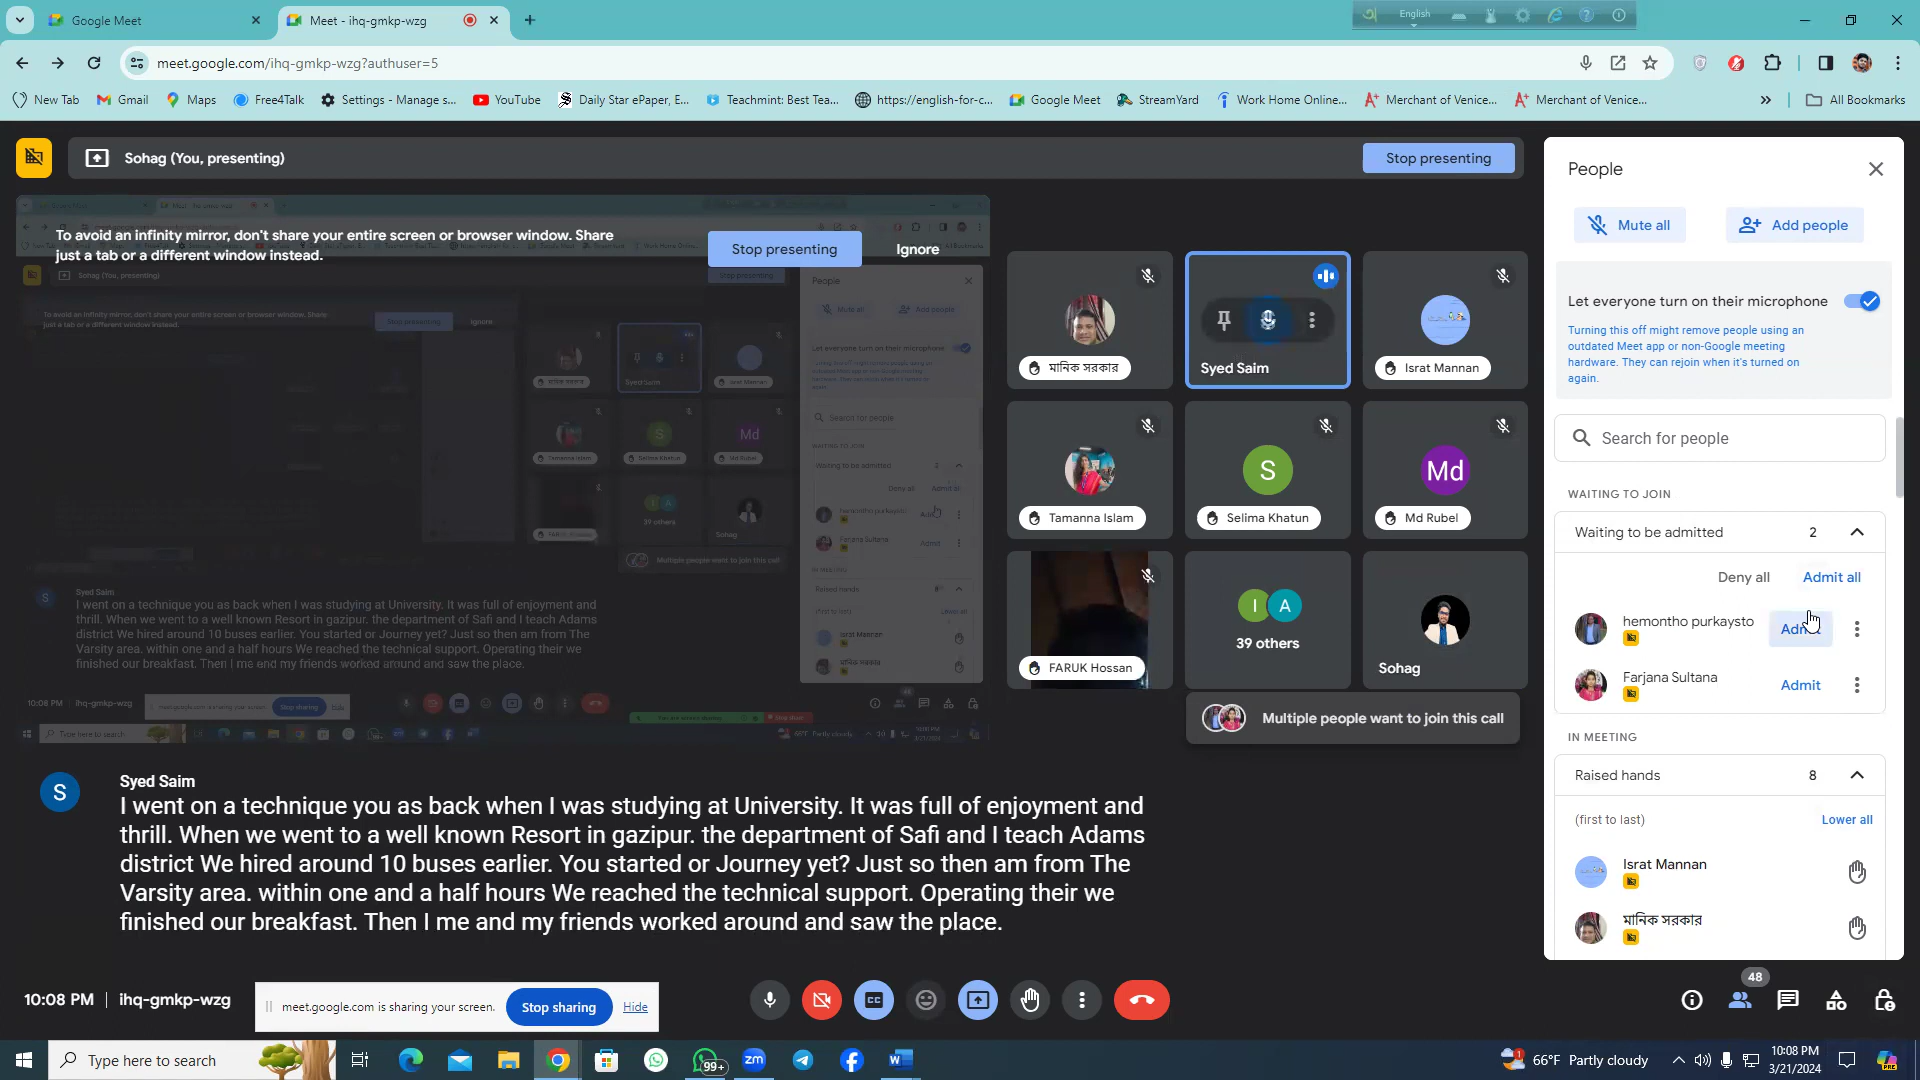 Google Meet
Meet - ihq-gmkp-wzg
English
meet.google.com/ihq-gmkp-wzg?authuser=5
New Tab
Gmail
Maps
Free4Talk
Settings - Manage s...
YouTube
Daily Star ePaper, E...
Teachmint: Best Tea...
https://english-for-c...
Google Meet
StreamYard
Work Home Online...
Merchant of Venice...
Merchant of Venice...
All Bookmarks
Sohag (You, presenting)
Stop presenting
To avoid an infinity mirror, don't share your entire screen or browser window. Share
just a tab or a different window instead.
Stop presenting
Ignore
মানিক সরকার
Syed Saim
Israt Mannan
Tamanna Islam
S
Selima Khatun
Md
Md Rubel
FARUK Hossan
I
A
39 others
Sohag
Multiple people want to join this call
People
Mute all
Add people
Let everyone turn on their microphone
Turning this off might remove people using an
outdated Meet app or non-Google meeting
hardware. They can rejoin when it's turned on
again.
Search for people
WAITING TO JOIN
Waiting to be admitted 2
Deny all
Admit all
hemontho purkaysto
Farjana Sultana
Admit
IN MEETING
Raised hands 8
(first to last)
Lower all
Israt Mannan
মানিক সরকার
S
Syed Saim
I went on a technique you as back when I was studying at University. It was full of enjoyment and
thrill. When we went to a well known Resort in gazipur. the department of Safi and I teach Adams
district We hired around 10 buses earlier. You started or Journey yet? Just so then am from The
Varsity area. within one and a half hours We reached the technical support. Operating their we
finished our breakfast. Then I me and my friends worked around and saw the place.
10:08 PM
ihq-gmkp-wzg
meet.google.com is sharing your screen.
Stop sharing
Hide
48
Type here to search
99+
66°F Partly cloudy
10:08 PM
3/21/2024